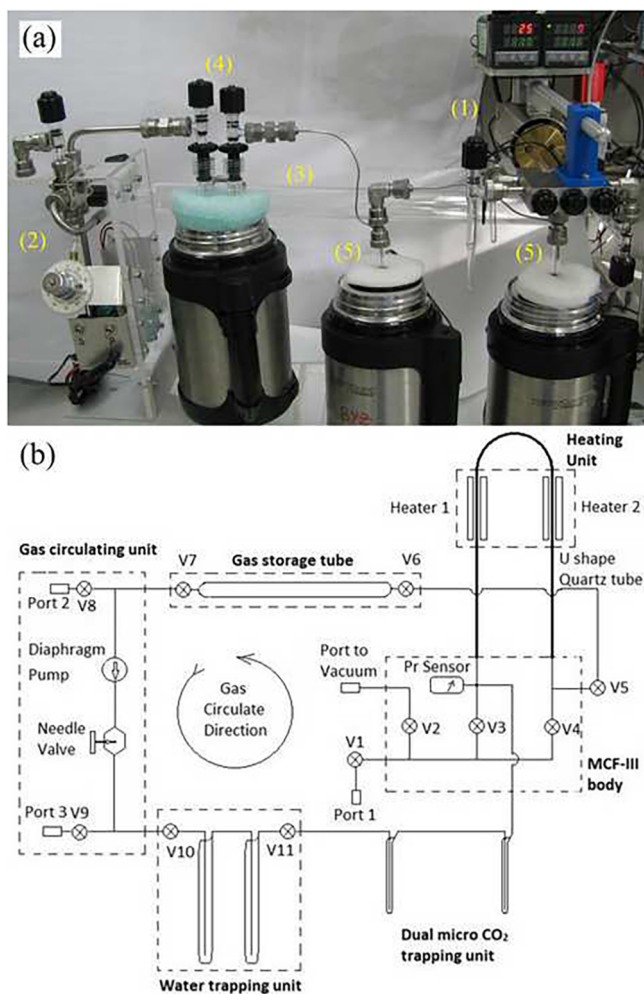 (a)
(4)
(1)
(3)
(2)
(5)
(5)
25
BYZ
(b)
Heating
Unit
Heater 1
Heater 2
Gas circulating unit
V7
Gas storage tube
V6
U shape
Quartz tube
Port 2
V8
Diaphragm
Pump
Gas
Circulate
Direction
Port to
Vacuum
Pr Sensor
V5
Needle
Valve
V2
V3
V4
V1
MCF-III
body
Port 3
V9
Port 1
V10
V11
Dual micro CO₂
trapping unit
Water trapping unit